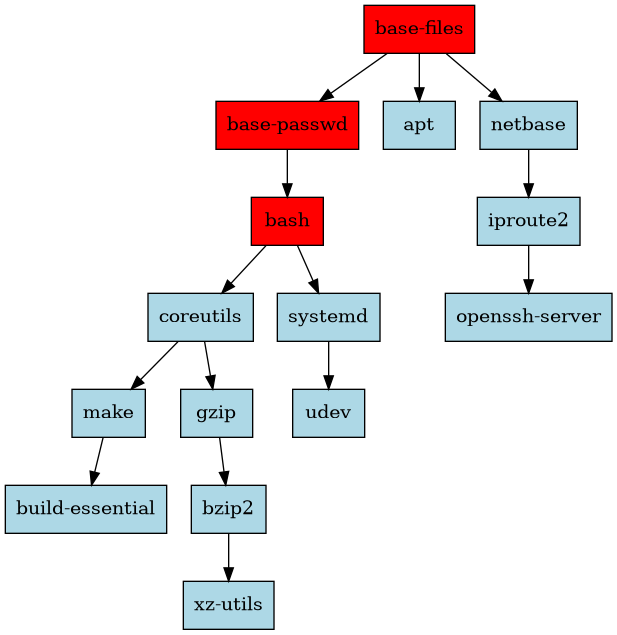 base-files
base-passwd
apt
netbase
bash
iproute2
coreutils
systemd
openssh-server
make
gzip
udev
build-essential
bzip2
xz-utils